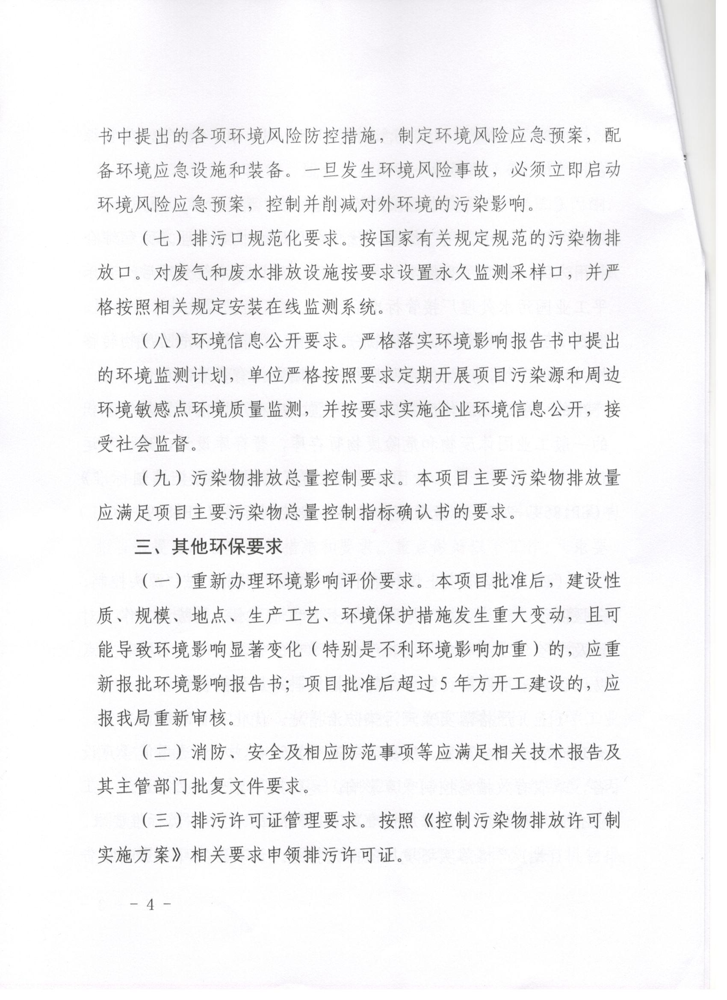 书中提出的各项环境风险防控措施，制定环境风险应急预案，配
备环境应急设施和装备。一旦发生环境风险事故，必须立即启动
环境风险应急预案，控制并削减对外环境的污染影响。
（七）排污口规范化要求。按国家有关规定规范的污染物排
放口。对废气和废水排放设施按要求设置永久监测采样口，并严
格按照相关规定安装在线监测系统。
（八）环境信息公开要求。严格落实环境影响报告书中提出
的环境监测计划，单位严格按照要求定期开展项目污染源和周边
环境敏感点环境质量监测，并按要求实施企业环境信息公开，接
受社会监督。
（九）污染物排放总量控制要求。本项目主要污染物排放量
应满足项目主要污染物总量控制指标确认书的要求。
三、其他环保要求
（一）重新办理环境影响评价要求。本项目批准后，建设性
质、规模、地点、生产工艺、环境保护措施发生重大变动，且可
能导致环境影响显著变化（特别是不利环境影响加重）的，应重
新报批环境影响报告书；项目批准后超过 5 年方开工建设的，应
报我局重新审核。
（二）消防、安全及相应防范事项等应满足相关技术报告及
其主管部门批复文件要求。
（三）排污许可证管理要求。按照《控制污染物排放许可制
实施方案》相关要求申领排污许可证。
- 4 -